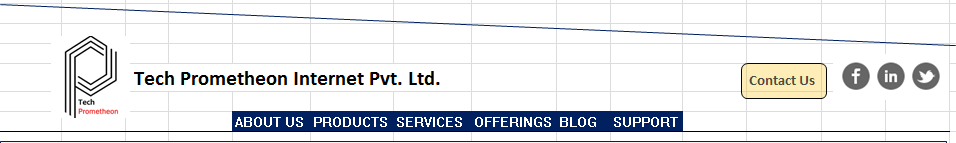 Tech
Prometheon
Tech Prometheon Internet Pvt. Ltd.
Contact Us
ABOUT US PRODUCTS SERVICES OFFERINGS BLOG SUPPORT